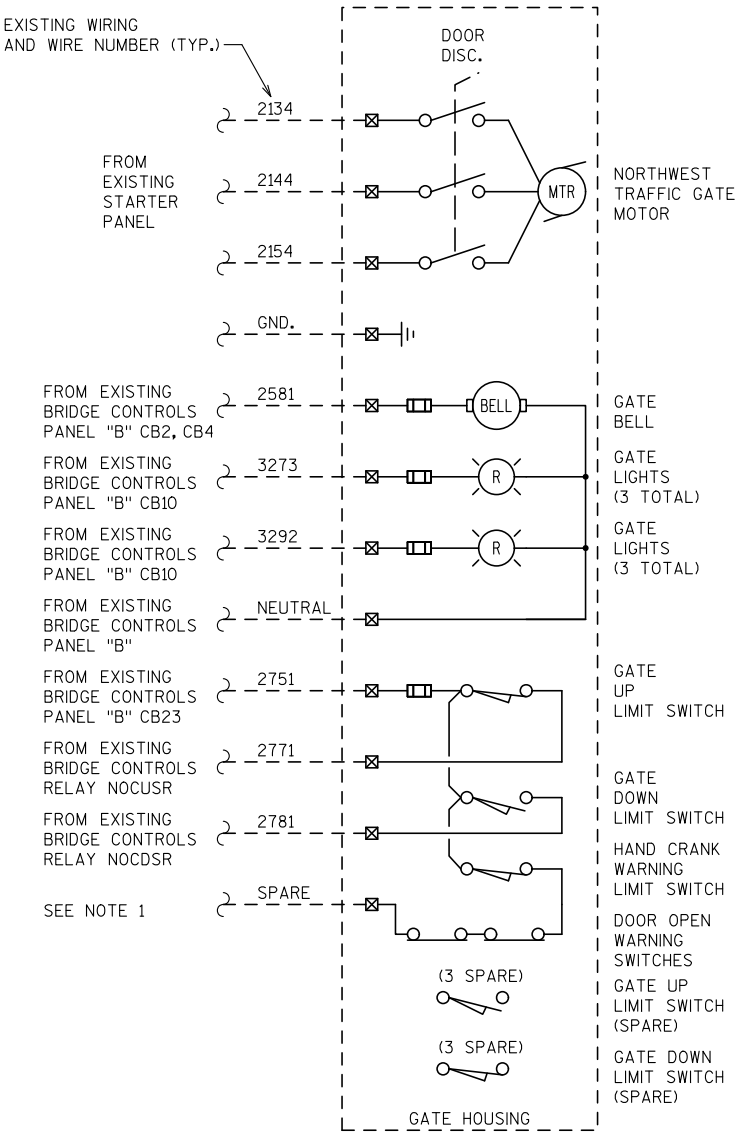 EXISTING WIRING
AND WIRE NUMBER (TYP.)
DOOR
DISC.
2134
FROM
EXISTING
STARTER
PANEL
2144
MTR
NORTHWEST
TRAFFIC GATE
MOTOR
2154
GND.
FROM EXISTING
BRIDGE CONTROLS
PANEL "B" CB2, CB4
2581
BELL
GATE
BELL
FROM EXISTING
BRIDGE CONTROLS
PANEL "B" CB10
3273
R
GATE
LIGHTS
(3 TOTAL)
FROM EXISTING
BRIDGE CONTROLS
PANEL "B" CB10
3292
R
GATE
LIGHTS
(3 TOTAL)
FROM EXISTING
BRIDGE CONTROLS
PANEL "B"
NEUTRAL
FROM EXISTING
BRIDGE CONTROLS
PANEL "B" CB23
2751
GATE
UP
LIMIT SWITCH
FROM EXISTING
BRIDGE CONTROLS
RELAY NOCUSR
2771
GATE
DOWN
LIMIT SWITCH
FROM EXISTING
BRIDGE CONTROLS
RELAY NOCDSR
2781
HAND CRANK
WARNING
LIMIT SWITCH
SEE NOTE 1
SPARE
DOOR OPEN
WARNING
SWITCHES
(3 SPARE)
GATE UP
LIMIT SWITCH
(SPARE)
(3 SPARE)
GATE DOWN
LIMIT SWITCH
(SPARE)
GATE HOUSING